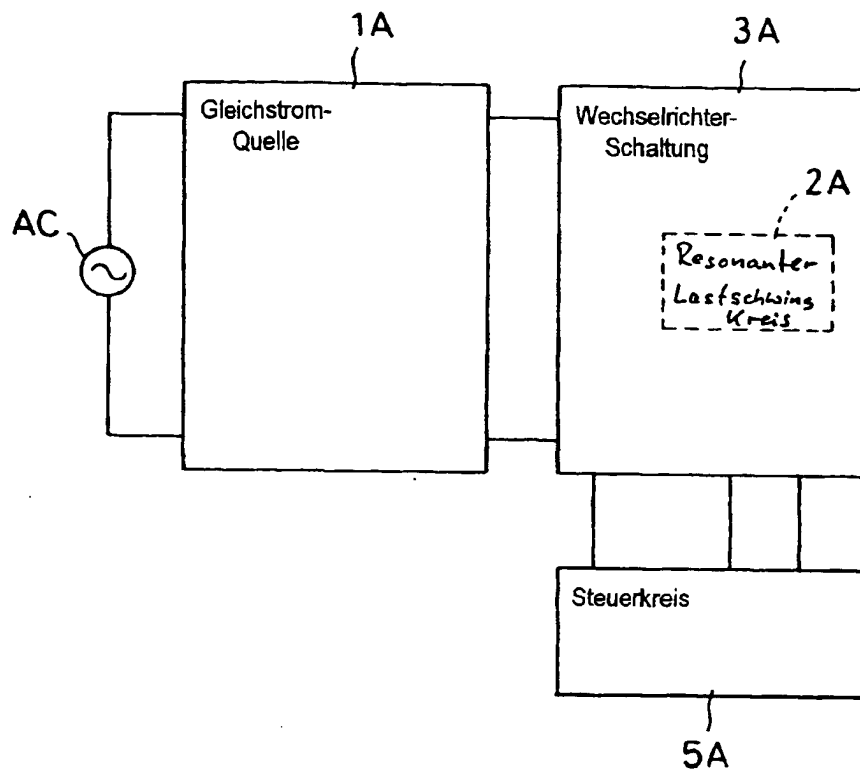 1A
3A
Gleichstrom-
Quelle
Wechselrichter-
Schaltung
2A
AC
Resonanter
Lastschwing
Kreis
Steuerkreis
5A